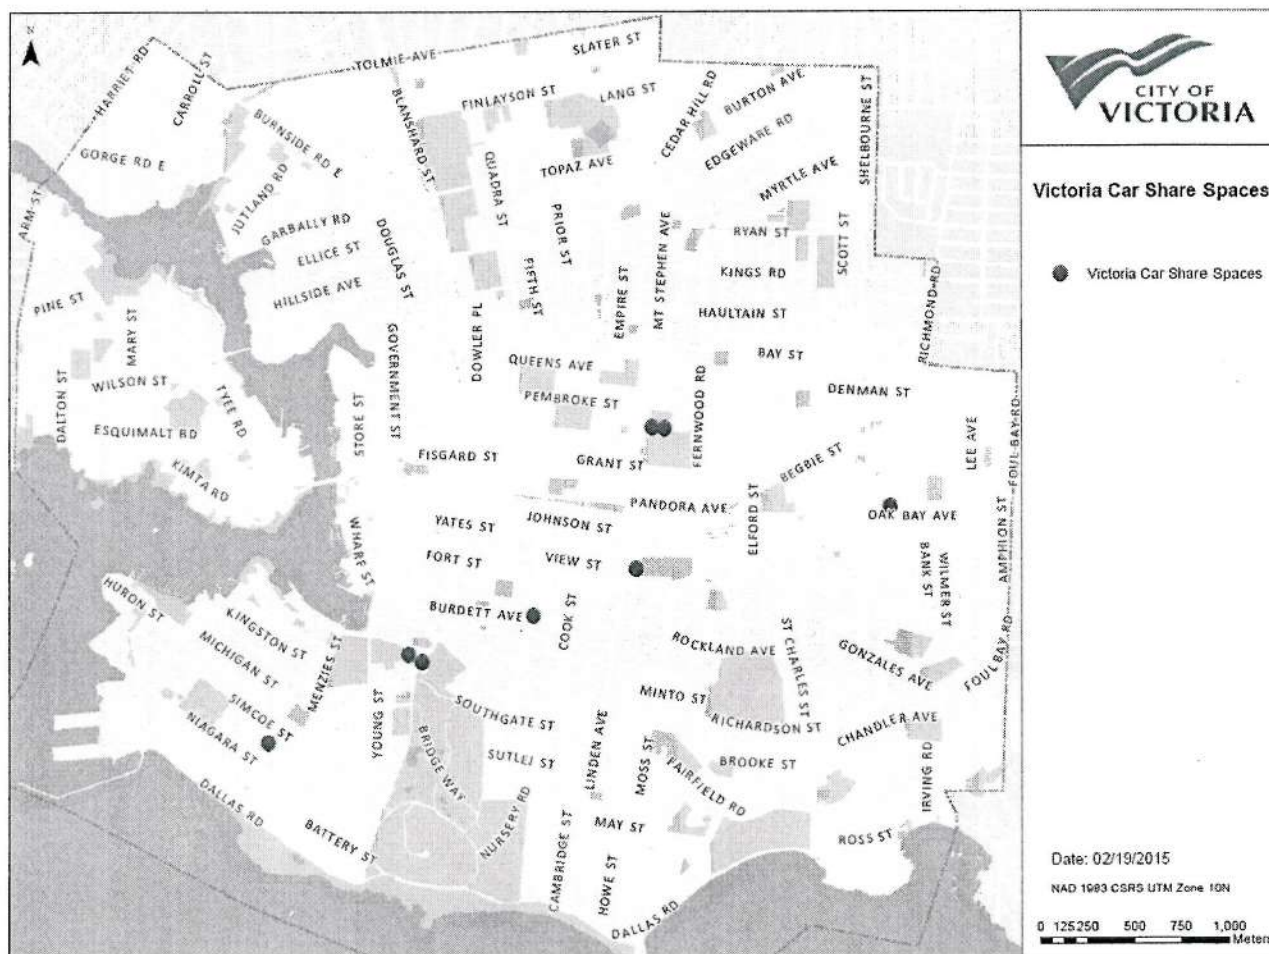 N
HARRIET RD
CARROLL ST
TOLMIE AVE
SLATER ST
FINLAYSON ST
LANG ST
BLANSHARD ST
CEDAR HILL RD
BURTON AVE
SHELBOURNE ST
BURNSIDE RD E
GORGE RD E
JUTLAND RD
QUADRA ST
TOPAZ AVE
EDGEWARE RD
MYRTLE AVE
ARM ST
GARBALLY RD
ELLICE ST
HILLSIDE AVE
DOUGLAS ST
PRIOR ST
FIFTH ST
EMPIRE ST
MT STEPHEN AVE
RYAN ST
KINGS RD
HAULTAIN ST
SCOTT ST
RICHMOND RD
PINE ST
MARY ST
GOVERNMENT ST
DOWLER PL
QUEENS AVE
BAY ST
DALTON ST
WILSON ST
TYEE RD
STORE ST
PEMBROKE ST
FERNWOOD RD
DENMAN ST
ESQUIMALT RD
KIMTA RD
FISGARD ST
GRANT ST
BEGBIE ST
LEE AVE
FOUL BAY RD
PANDORA AVE
ELFORD ST
OAK BAY AVE
WHARF ST
YATES ST
JOHNSON ST
FORT ST
VIEW ST
BANK ST
WILMER ST
AMPHION ST
HURON ST
KINGSTON ST
MICHIGAN ST
MENZIES ST
BURDETT AVE
COOK ST
ROCKLAND AVE
ST CHARLES ST
GONZALES AVE
FOUL BAY RD
SIMCOE ST
NIAGARA ST
YOUNG ST
SOUTHGATE ST
MINTO ST
RICHARDSON ST
CHANDLER AVE
BRIDGE WAY
SUTLEJ ST
LINDEN AVE
MOSS ST
FAIRFIELD RD
BROOKE ST
IRVING RD
DALLAS RD
BATTERY ST
NURSERY RD
CAMBRIDGE ST
MAY ST
HOWE ST
ROSS ST
DALLAS RD
CITY OF
VICTORIA
Victoria Car Share Spaces
Victoria Car Share Spaces
Date: 02/19/2015
NAD 1983 CSRS UTM Zone 10N
0 125 250 500 750 1,000
Meters